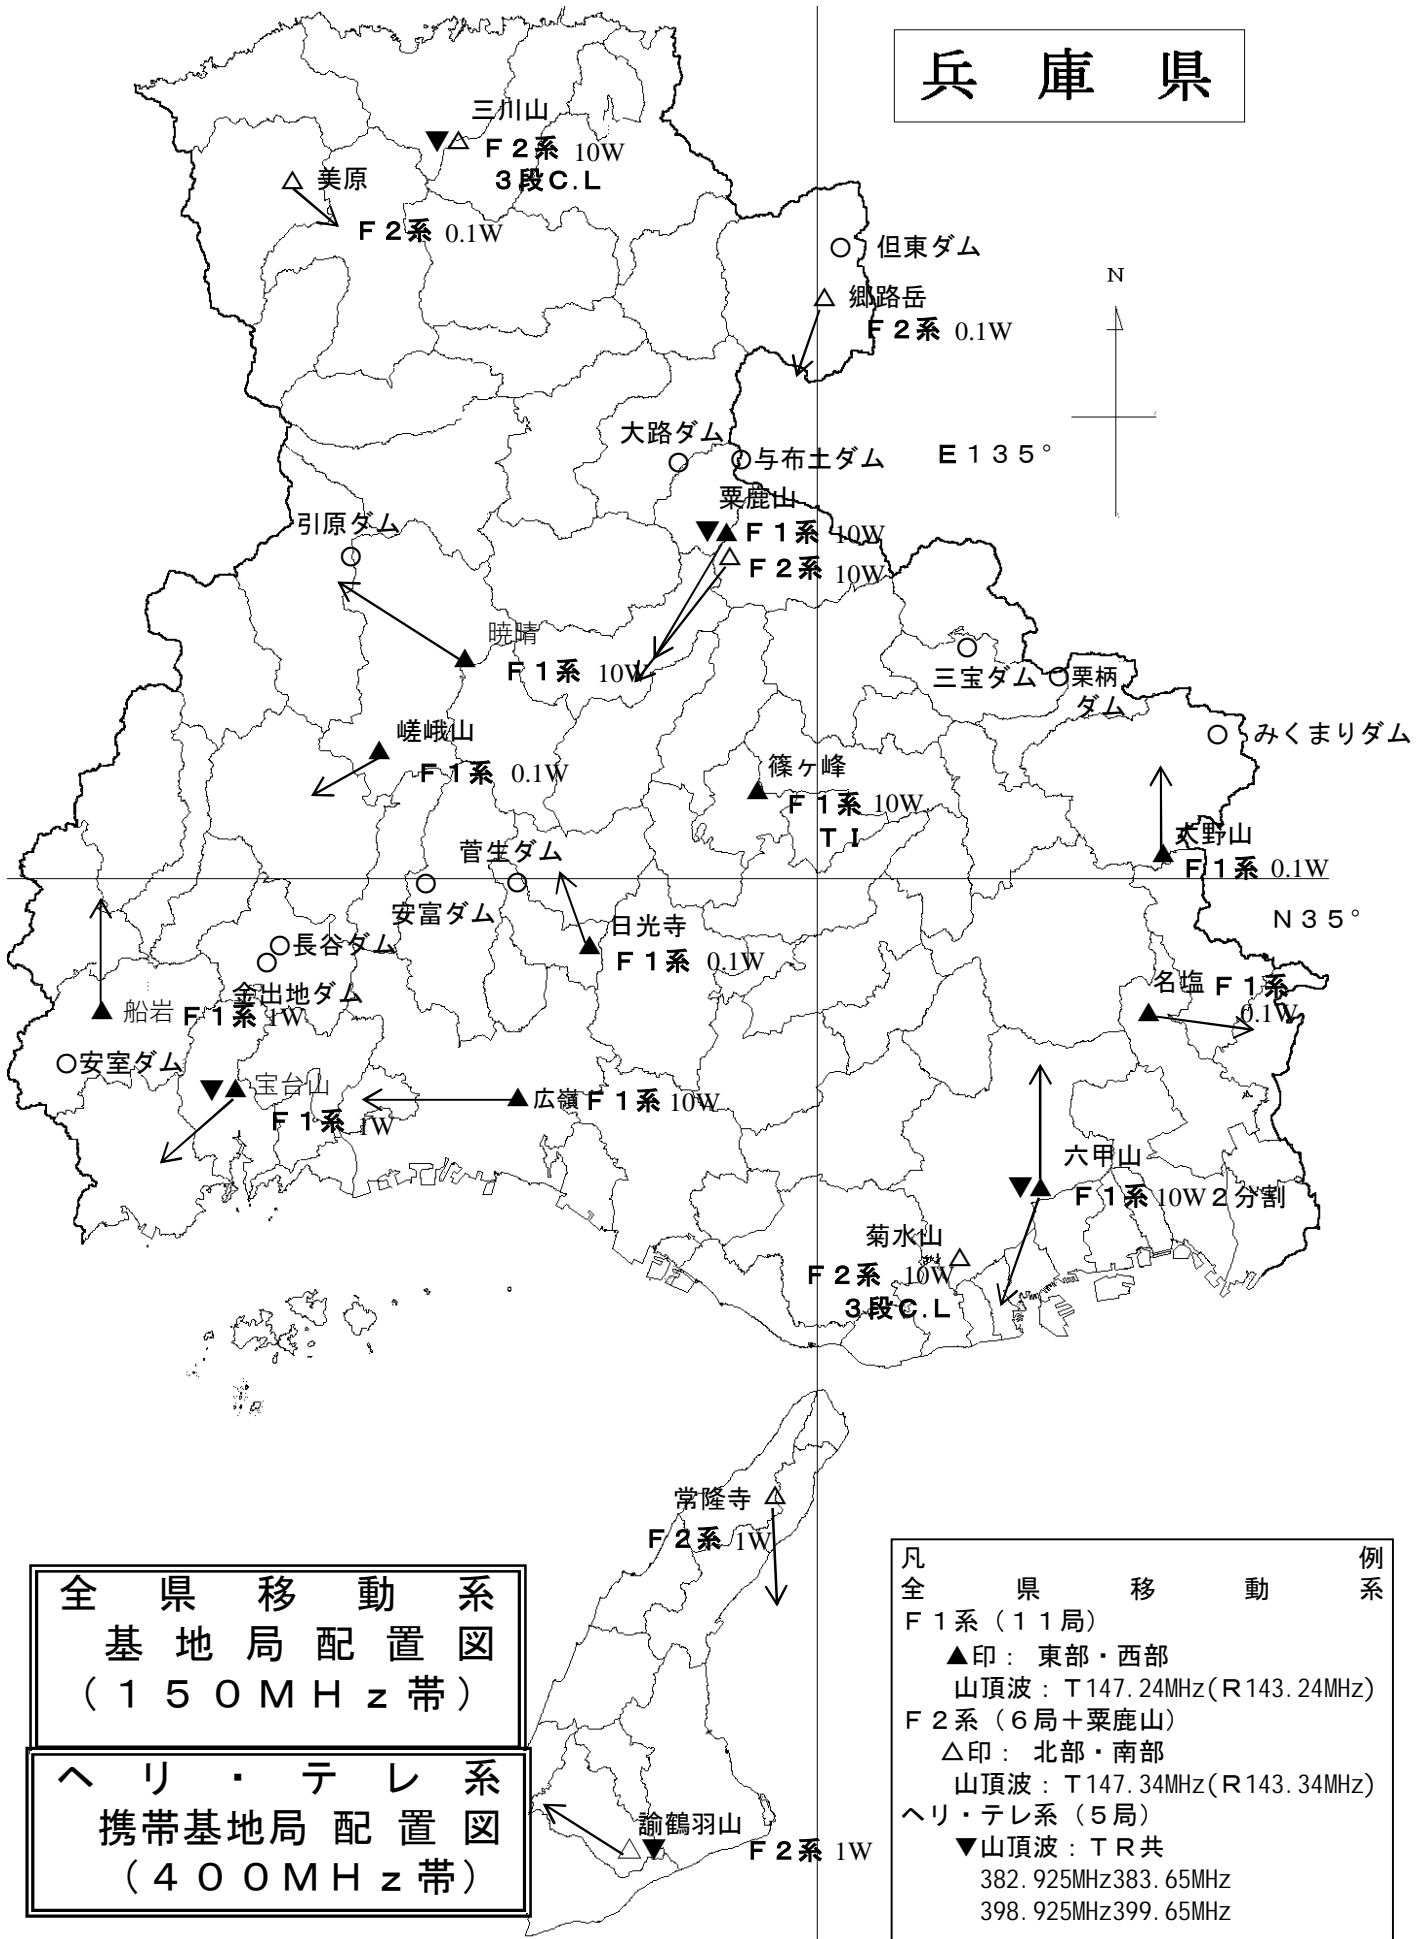 兵庫県
三川山
F2系 10W
3段C.L
美原
F2系 0.1W
但東ダム
N
郷路岳
F2系 0.1W
大路ダム
与布土ダム
E135°
粟鹿山
F1系 10W
F2系 10W
引原ダム
暁晴
F1系 10W
三宝ダム
栗柄
ダム
みくまりダム
嵯峨山
F1系 0.1W
篠ヶ峰
F1系 10W
TI
大野山
F1系 0.1W
菅生ダム
安富ダム
N35°
日光寺
F1系 0.1W
長谷ダム
金出地ダム
船岩 F1系 1W
名塩 F1系
0.1W
安室ダム
宝台山
F1系 1W
広嶺 F1系 10W
六甲山
F1系 10W 2分割
菊水山
F2系 10W
3段C.L
常隆寺
F2系 1W
諭鶴羽山
F2系 1W
全県移動系
基地局配置図
(150MHz帯)
ヘリ・テレ系
携帯基地局配置図
(400MHz帯)
凡例
全県移動系
F1系(11局)
▲印: 東部・西部
山頂波:T147.24MHz(R143.24MHz)
F2系(6局+粟鹿山)
△印: 北部・南部
山頂波:T147.34MHz(R143.34MHz)
ヘリ・テレ系(5局)
▼山頂波:TR共
382.925MHz383.65MHz
398.925MHz399.65MHz